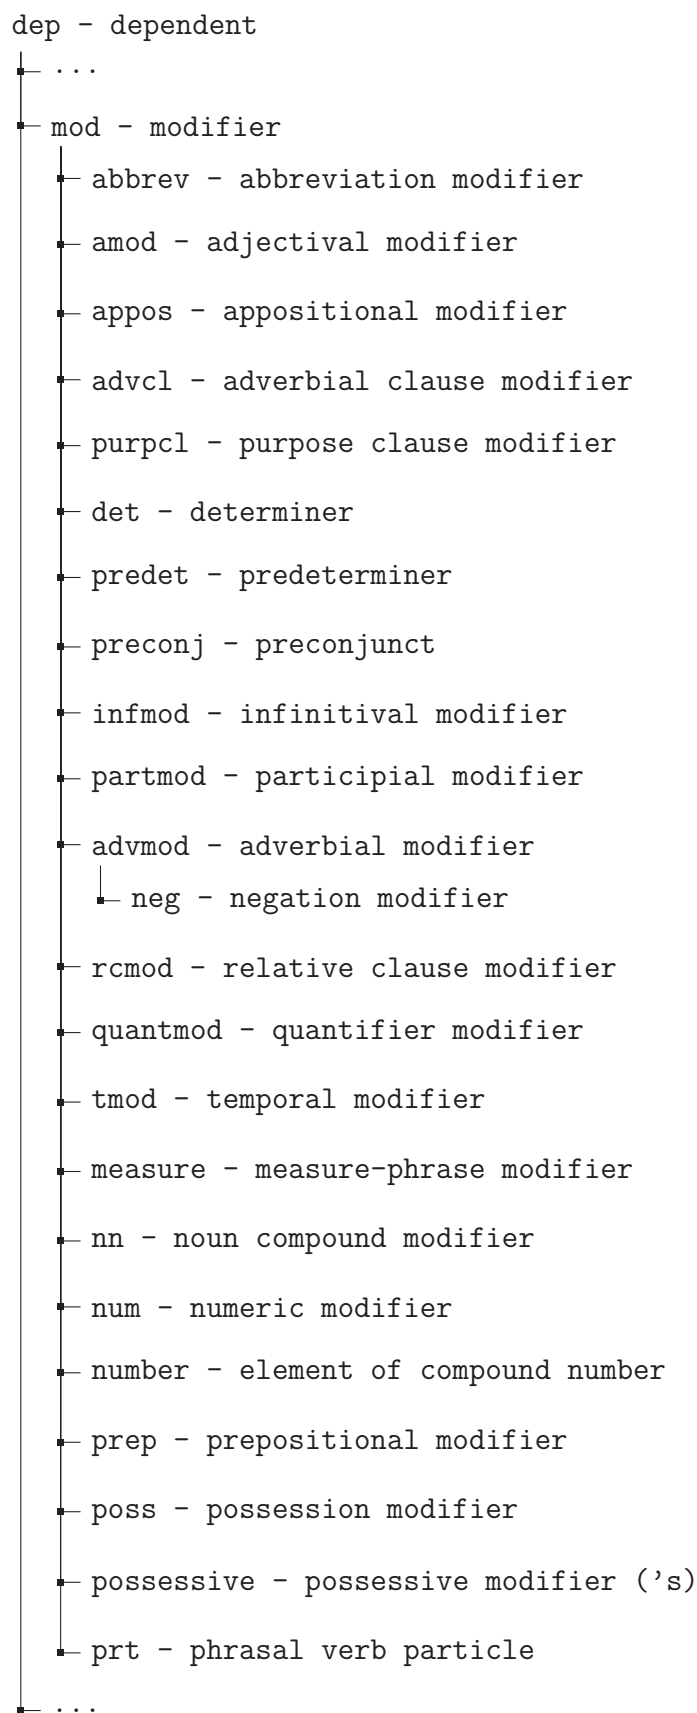 dep - dependent
...
mod - modifier
abbrev - abbreviation modifier
amod - adjectival modifier
appos - appositional modifier
advcl - adverbial clause modifier
purpcl - purpose clause modifier
det - determiner
predet - predeterminer
preconj - preconjunct
infmod - infinitival modifier
partmod - participial modifier
advmod - adverbial modifier
neg - negation modifier
rcmod - relative clause modifier
quantmod - quantifier modifier
tmod - temporal modifier
measure - measure-phrase modifier
nn - noun compound modifier
num - numeric modifier
number - element of compound number
prep - prepositional modifier
poss - possession modifier
possessive - possessive modifier ('s)
prt - phrasal verb particle
...